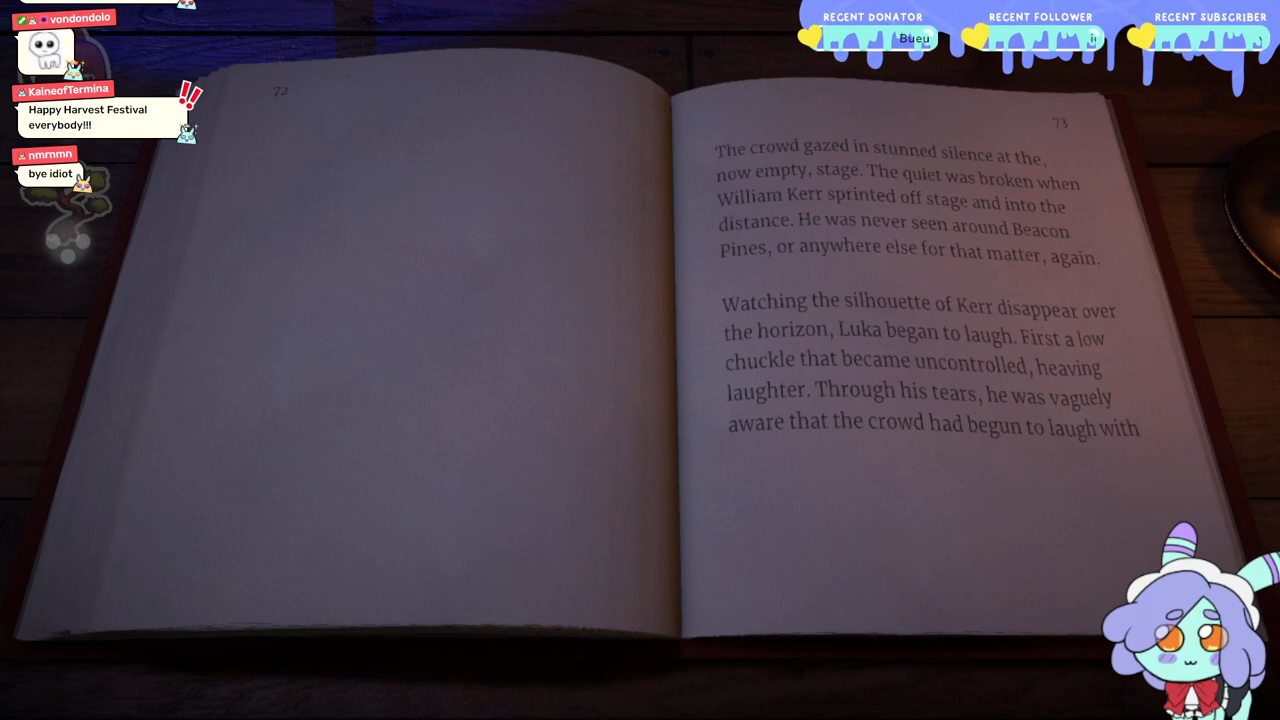 vondondolo
KaineofTermina
Happy Harvest Festival
everybody!!!
nmrnmn
bye idiot
RECENT DONATOR
Bueu
RECENT FOLLOWER
RECENT SUBSCRIBER
72
73
The crowd gazed in stunned silence at the,
now empty, stage. The quiet was broken when
William Kerr sprinted off stage and into the
distance. He was never seen around Beacon
Pines, or anywhere else for that matter, again.
Watching the silhouette of Kerr disappear over
the horizon, Luka began to laugh. First a low
chuckle that became uncontrolled, heaving
laughter. Through his tears, he was vaguely
aware that the crowd had begun to laugh with